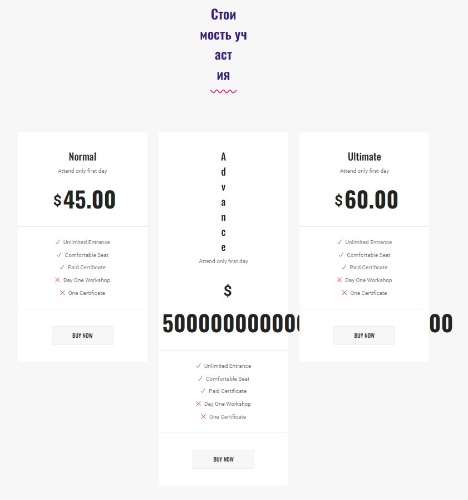 Стои
мость уч
аст
ия
Normal
Attend only first day
$45.00
✓ Unlimited Entrance
✓ Comfortable Seat
✓ Paid Certificate
✕ Day One Workshop
✕ One Certificate
BUY NOW
A
d
v
a
n
c
e
Attend only first day
$
✓ Unlimited Entrance
✓ Comfortable Seat
✓ Paid Certificate
✕ Day One Workshop
✕ One Certificate
BUY NOW
Ultimate
Attend only first day
$60.00
✓ Unlimited Entrance
✓ Comfortable Seat
✓ Paid Certificate
✕ Day One Workshop
✕ One Certificate
BUY NOW